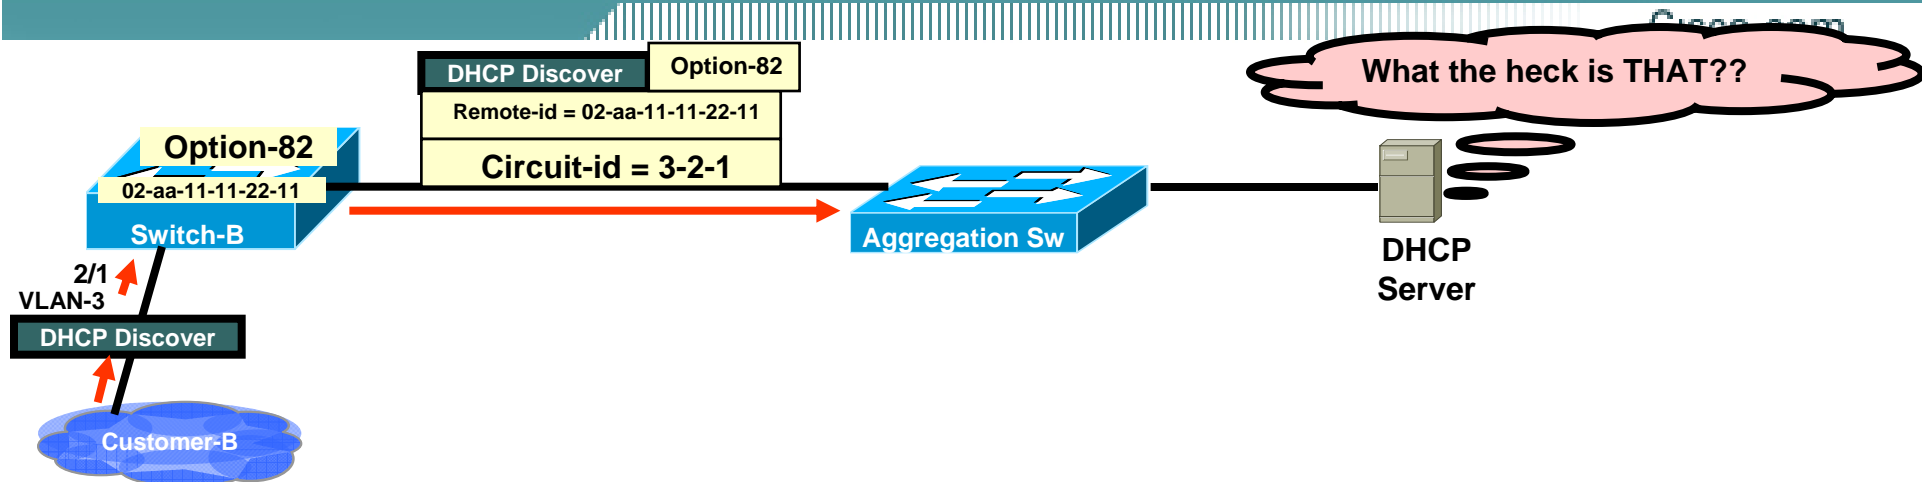 What the heck is THAT??
DHCP Discover
Option-82
Remote-id = 02-aa-11-11-22-11
Circuit-id = 3-2-1
Option-82
02-aa-11-11-22-11
Switch-B
Aggregation Sw
DHCP
Server
2/1
VLAN-3
DHCP Discover
Customer-B